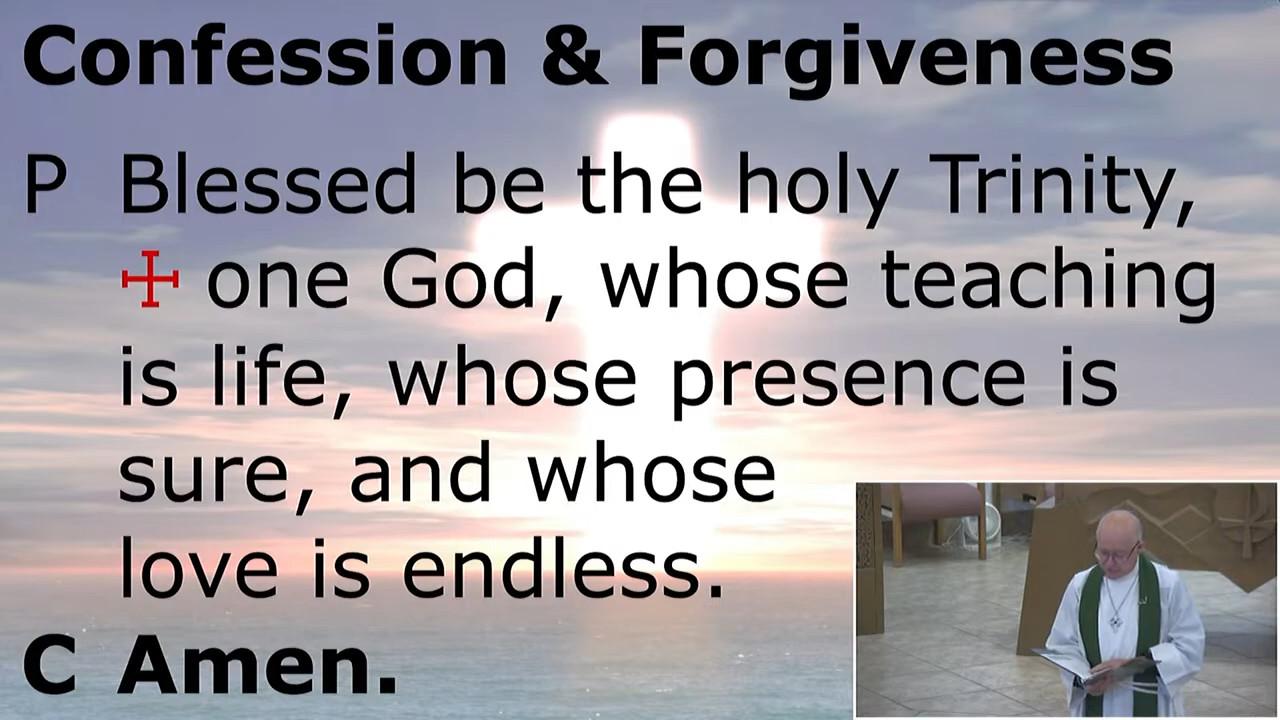 Confession & Forgiveness
P Blessed be the holy Trinity,
☩ one God, whose teaching
is life, whose presence is
sure, and whose
love is endless.
C Amen.